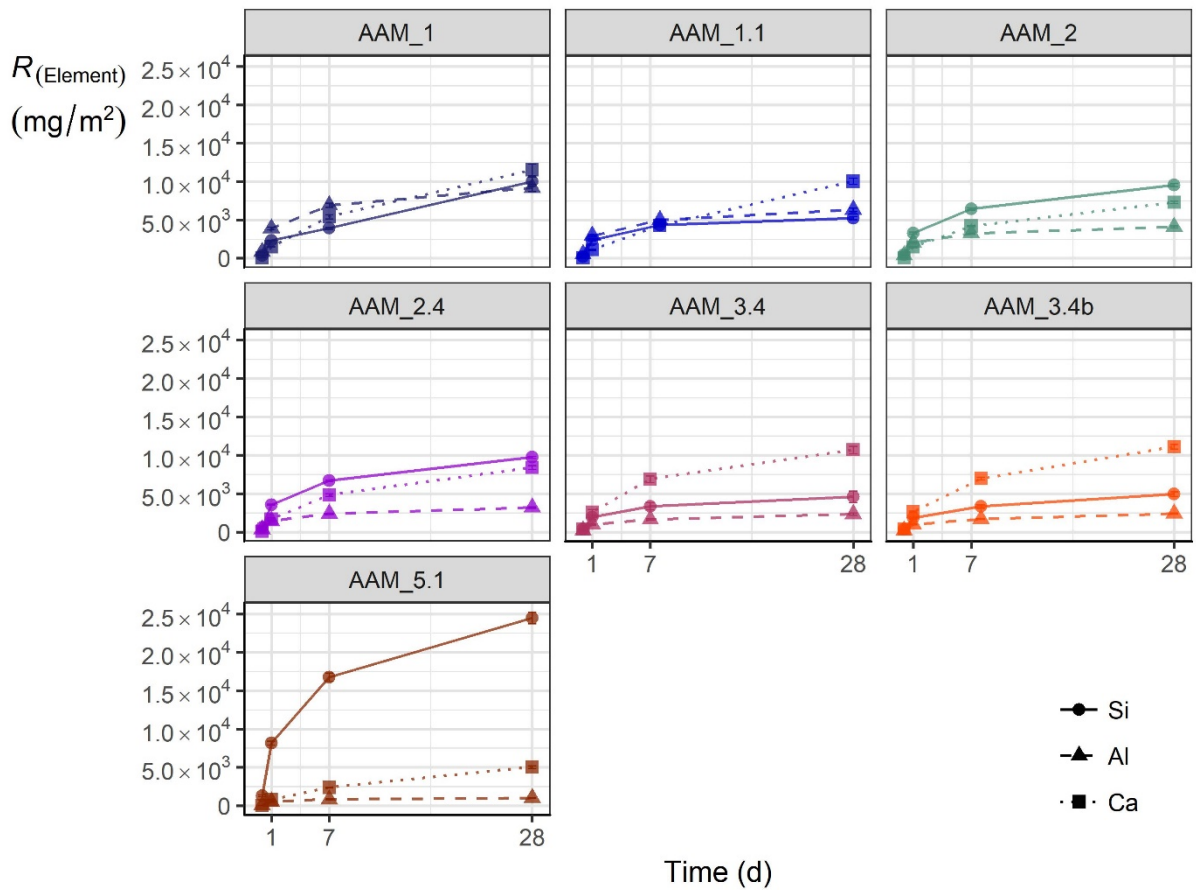 AAM_1 AAM_1.1 AAM_2
R(Element)
(mg/m²)
2.5 × 10⁴
2.0 × 10⁴
1.5 × 10⁴
1.0 × 10⁴
5.0 × 10³
0
AAM_2.4 AAM_3.4 AAM_3.4b
2.5 × 10⁴
2.0 × 10⁴
1.5 × 10⁴
1.0 × 10⁴
5.0 × 10³
0
1 7 28 1 7 28
AAM_5.1
2.5 × 10⁴
2.0 × 10⁴
1.5 × 10⁴
1.0 × 10⁴
5.0 × 10³
0
1 7 28
Si
Al
Ca
Time (d)